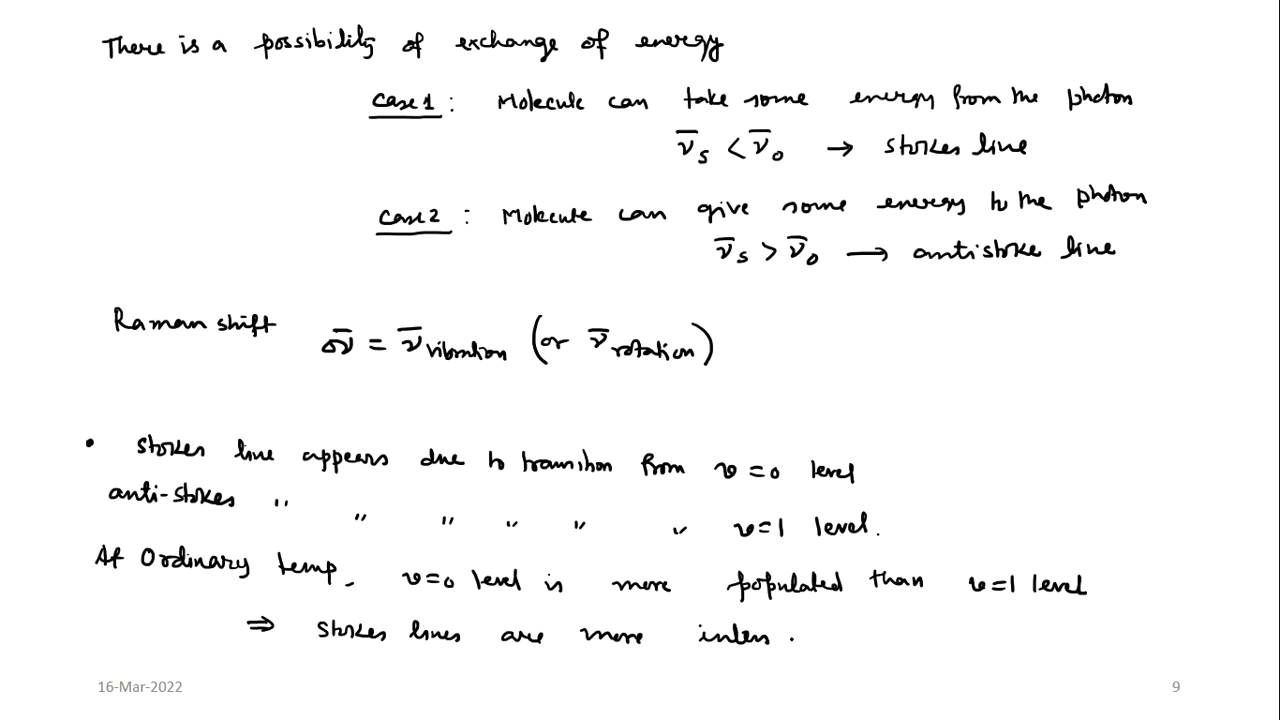 There is a possibility of exchange of energy
Case 1 : Molecule can take some energy from the photon
ν̄s < ν̄o → stokes line
Case 2 : Molecule can give some energy to the photon
ν̄s > ν̄o → antistoke line
Raman shift Δν̄ = ν̄vibration (or ν̄rotation)
• Stokes line appears due to transition from v=0 level
anti-stokes " " " " " " v=1 level.
At Ordinary temp, v=0 level is more populated than v=1 level
⇒ Stokes lines are more intens.
16-Mar-2022 9